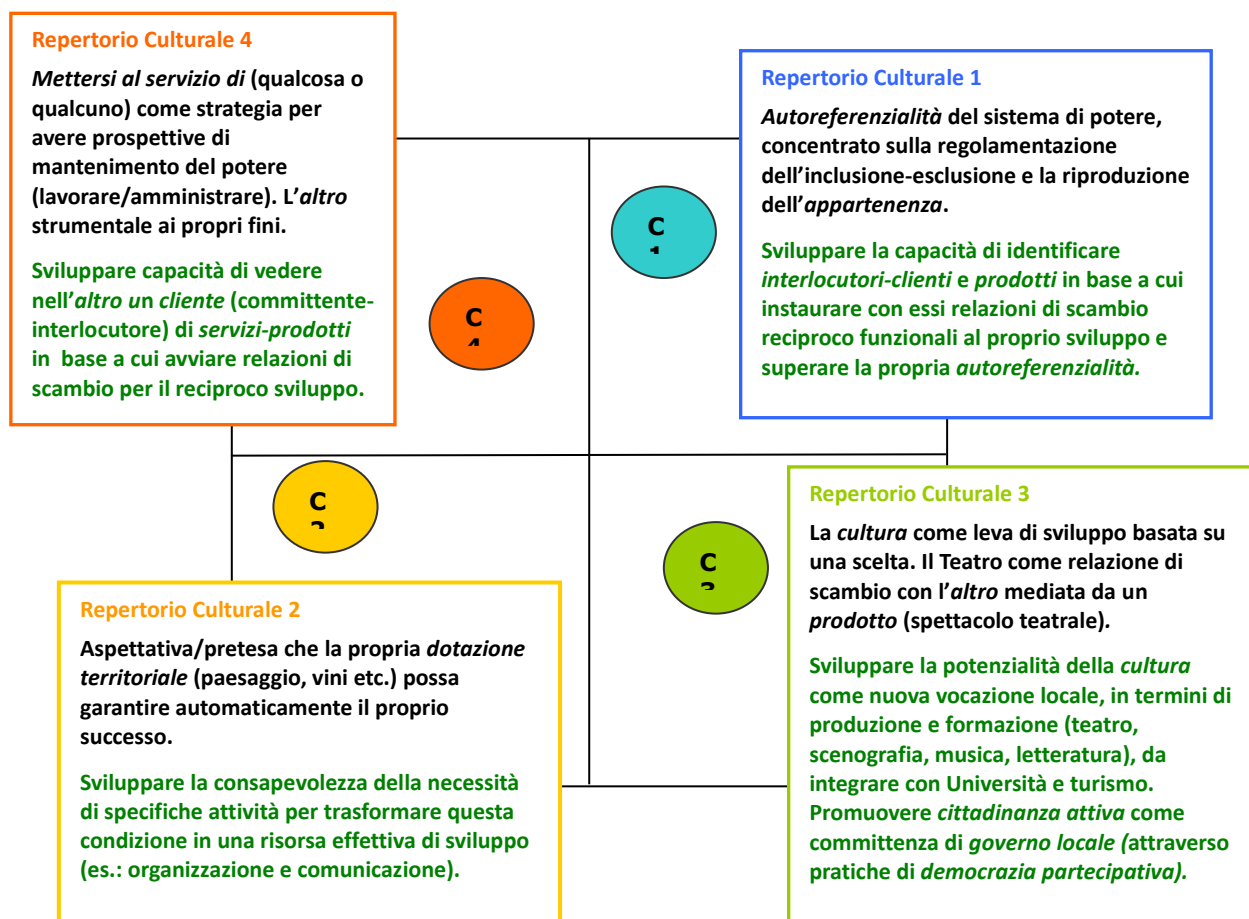 Repertorio Culturale 4
Mettersi al servizio di (qualcosa o
qualcuno) come strategia per
avere prospettive di
mantenimento del potere
(lavorare/amministrare). L’altro
strumentale ai propri fini.
Sviluppare capacità di vedere
nell’altro un cliente (committente-
interlocutore) di servizi-prodotti
in base a cui avviare relazioni di
scambio per il reciproco sviluppo.
Repertorio Culturale 1
Autoreferenzialità del sistema di potere,
concentrato sulla regolamentazione
dell’inclusione-esclusione e la riproduzione
dell’appartenenza.
Sviluppare la capacità di identificare
interlocutori-clienti e prodotti in base a cui
instaurare con essi relazioni di scambio
reciproco funzionali al proprio sviluppo e
superare la propria autoreferenzialità.
C
1
C
4
C
C
3
Repertorio Culturale 2
Aspettativa/pretesa che la propria dotazione
territoriale (paesaggio, vini etc.) possa
garantire automaticamente il proprio
successo.
Sviluppare la consapevolezza della necessità
di specifiche attività per trasformare questa
condizione in una risorsa effettiva di sviluppo
(es.: organizzazione e comunicazione).
Repertorio Culturale 3
La cultura come leva di sviluppo basata su
una scelta. Il Teatro come relazione di
scambio con l’altro mediata da un
prodotto (spettacolo teatrale).
Sviluppare la potenzialità della cultura
come nuova vocazione locale, in termini di
produzione e formazione (teatro,
scenografia, musica, letteratura), da
integrare con Università e turismo.
Promuovere cittadinanza attiva come
committenza di governo locale (attraverso
pratiche di democrazia partecipativa).